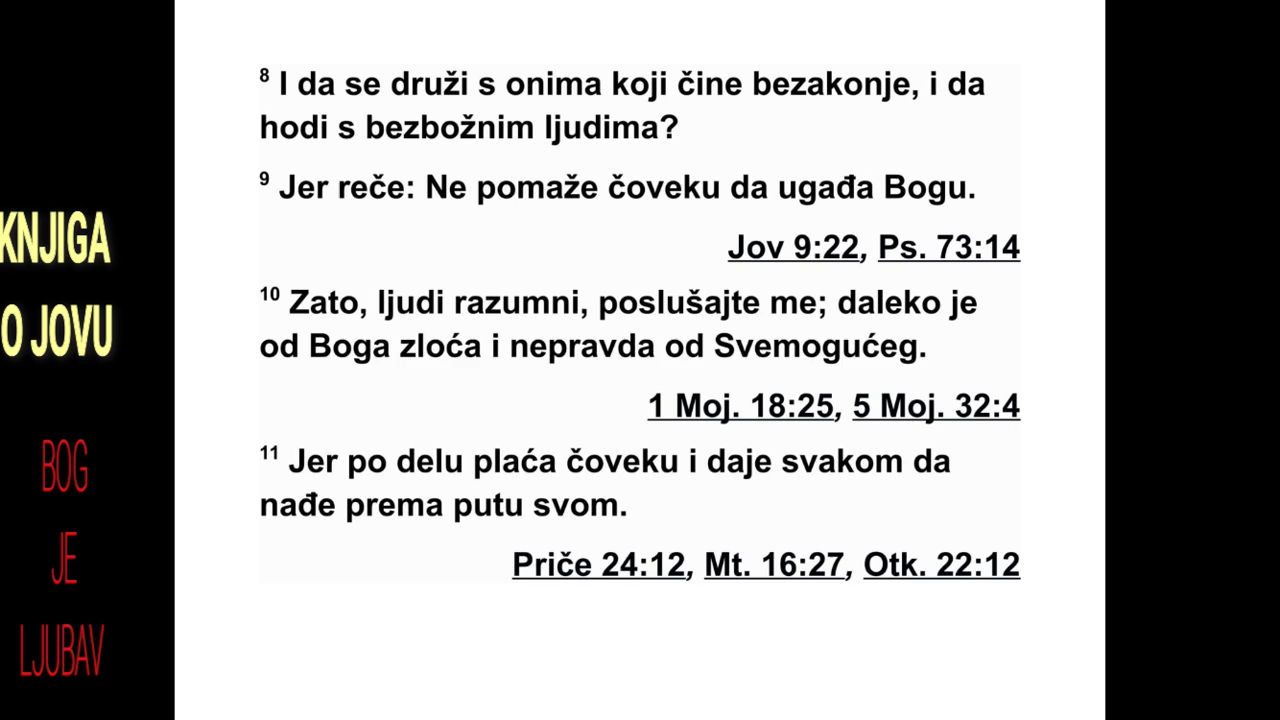 KNJIGA
O JOVU
BOG
JE
LJUBAV
8 I da se druži s onima koji čine bezakonje, i da
hodi s bezbožnim ljudima?
9 Jer reče: Ne pomaže čoveku da ugađa Bogu.
Jov 9:22, Ps. 73:14
10 Zato, ljudi razumni, poslušajte me; daleko je
od Boga zloća i nepravda od Svemogućeg.
1 Moj. 18:25, 5 Moj. 32:4
11 Jer po delu plaća čoveku i daje svakom da
nađe prema putu svom.
Priče 24:12, Mt. 16:27, Otk. 22:12